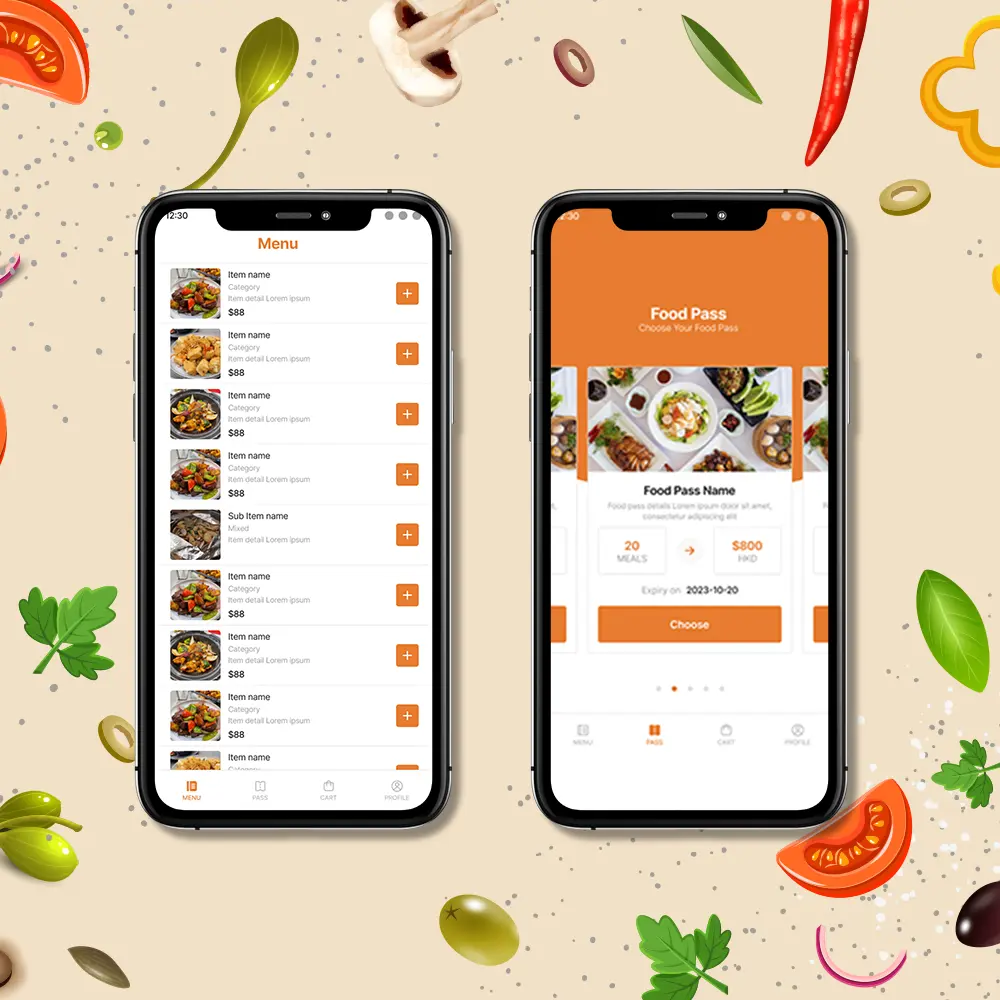 12:30
Menu
Item name
Category
Item detail Lorem ipsum
$88
Item name
Category
Item detail Lorem ipsum
$88
Item name
Category
Item detail Lorem ipsum
$88
Item name
Category
Item detail Lorem ipsum
$88
Sub Item name
Mixed
Item detail Lorem ipsum
Item name
Category
Item detail Lorem ipsum
$88
Item name
Category
Item detail Lorem ipsum
$88
Item name
Category
Item detail Lorem ipsum
$88
Item name
Category
MENU PASS CART PROFILE
:30
Food Pass
Choose Your Food Pass
Food Pass Name
Food pass details Lorem ipsum dolor sit amet,
consectetur adipiscing elit
20 MEALS
$800 HKD
Expiry on 2023-10-20
Choose
MENU PASS CART PROFILE